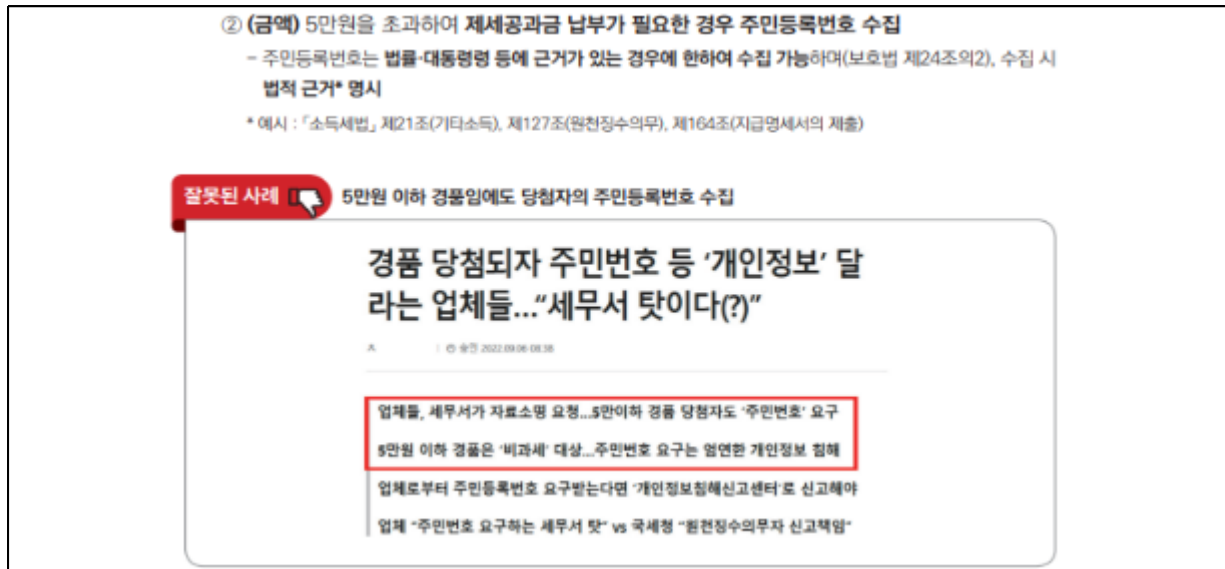 ② (금액) 5만원을 초과하여 제세공과금 납부가 필요한 경우 주민등록번호 수집
- 주민등록번호는 법률·대통령령 등에 근거가 있는 경우에 한하여 수집 가능하며(보호법 제24조의2), 수집 시
법적 근거* 명시
* 예시 : 「소득세법」 제21조(기타소득), 제127조(원천징수의무), 제164조(지급명세서의 제출)
잘못된 사례 5만원 이하 경품임에도 당첨자의 주민등록번호 수집
경품 당첨되자 주민번호 등 ‘개인정보’ 달
라는 업체들...“세무서 탓이다(?)”
승인 2022.09.06 08:38
업체들, 세무서가 자료소명 요청...5만이하 경품 당첨자도 ‘주민번호’ 요구
5만원 이하 경품은 ‘비과세’ 대상...주민번호 요구는 엄연한 개인정보 침해
업체로부터 주민등록번호 요구받는다면 ‘개인정보침해신고센터’로 신고해야
업체 “주민번호 요구하는 세무서 탓” vs 국세청 “원천징수의무자 신고책임”